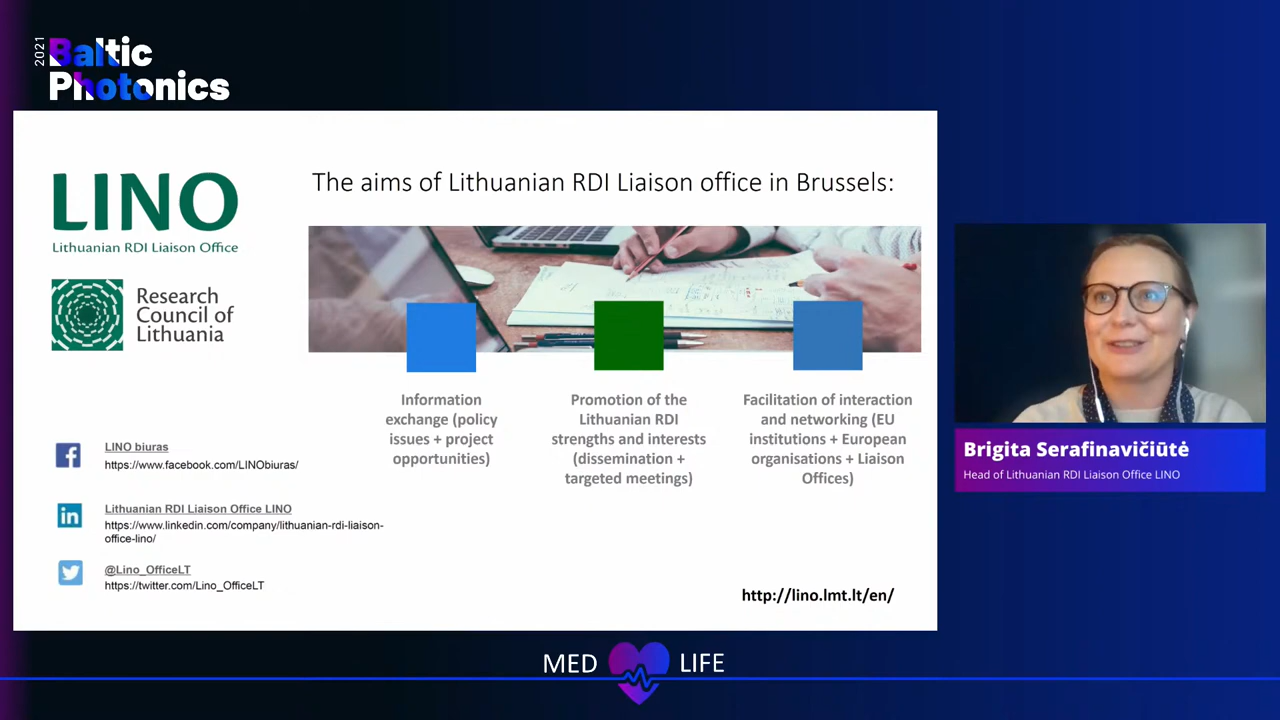 2021
Baltic
Photonics
LINO
Lithuanian RDI Liaison Office
Research
Council of
Lithuania
The aims of Lithuanian RDI Liaison office in Brussels:
Information
exchange (policy
issues + project
opportunities)
Promotion of the
Lithuanian RDI
strengths and interests
(dissemination +
targeted meetings)
Facilitation of interaction
and networking (EU
institutions + European
organisations + Liaison
Offices)
LINO biuras
https://www.facebook.com/LINObiuras/
Lithuanian RDI Liaison Office LINO
https://www.linkedin.com/company/lithuanian-rdi-liaison-
office-lino/
@Lino_OfficeLT
https://twitter.com/Lino_OfficeLT
http://lino.lmt.lt/en/
Brigita Serafinavičiūtė
Head of Lithuanian RDI Liaison Office LINO
MED LIFE